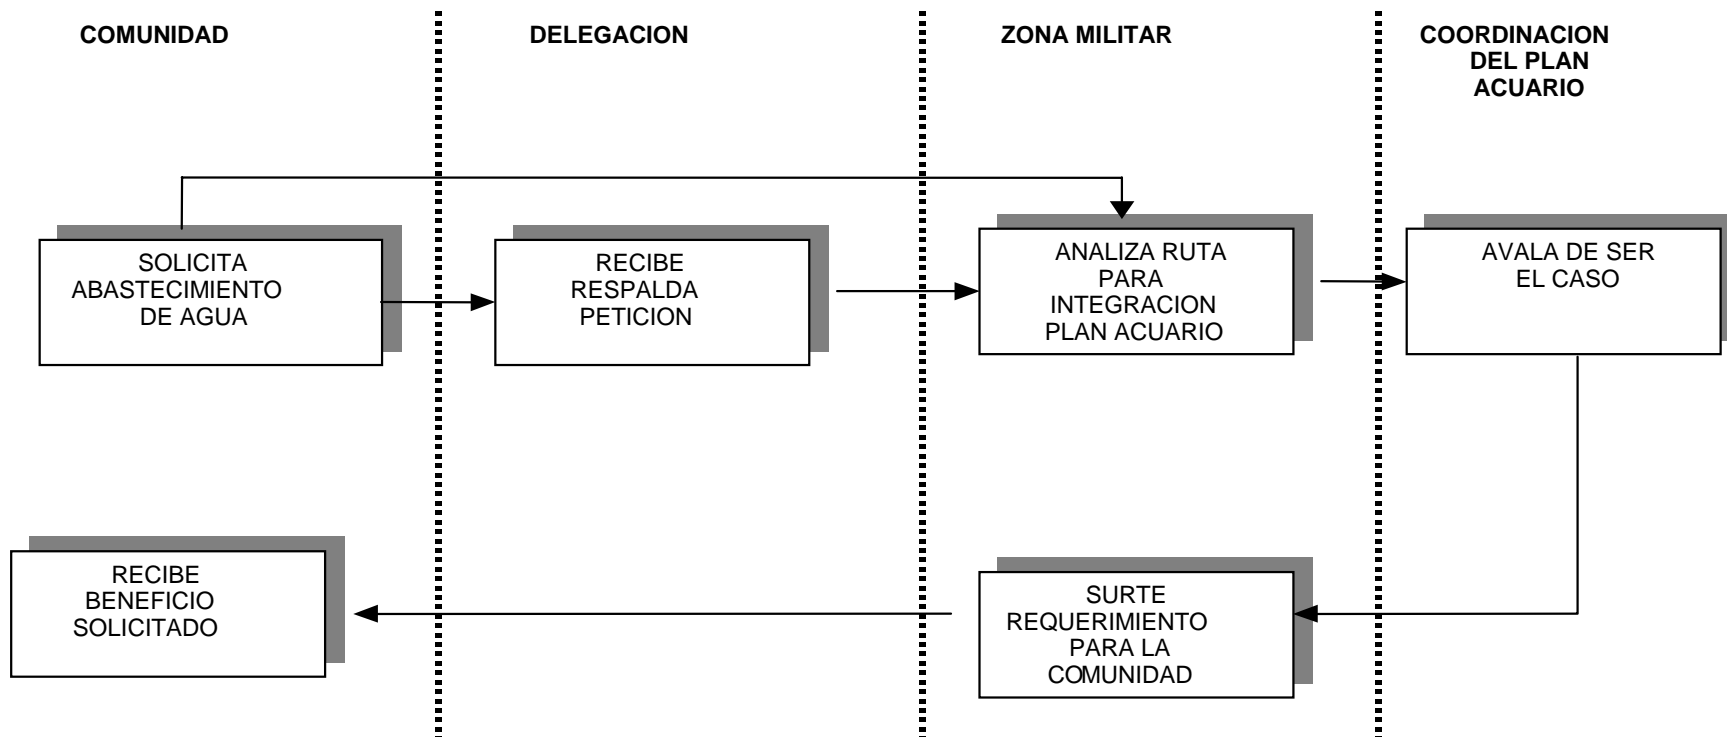 COMUNIDAD
DELEGACION
ZONA MILITAR
COORDINACION
DEL PLAN
ACUARIO
SOLICITA
ABASTECIMIENTO
DE AGUA
RECIBE
RESPALDA
PETICION
ANALIZA RUTA
PARA
INTEGRACION
PLAN ACUARIO
AVALA DE SER
EL CASO
RECIBE
BENEFICIO
SOLICITADO
SURTE
REQUERIMIENTO
PARA LA
COMUNIDAD